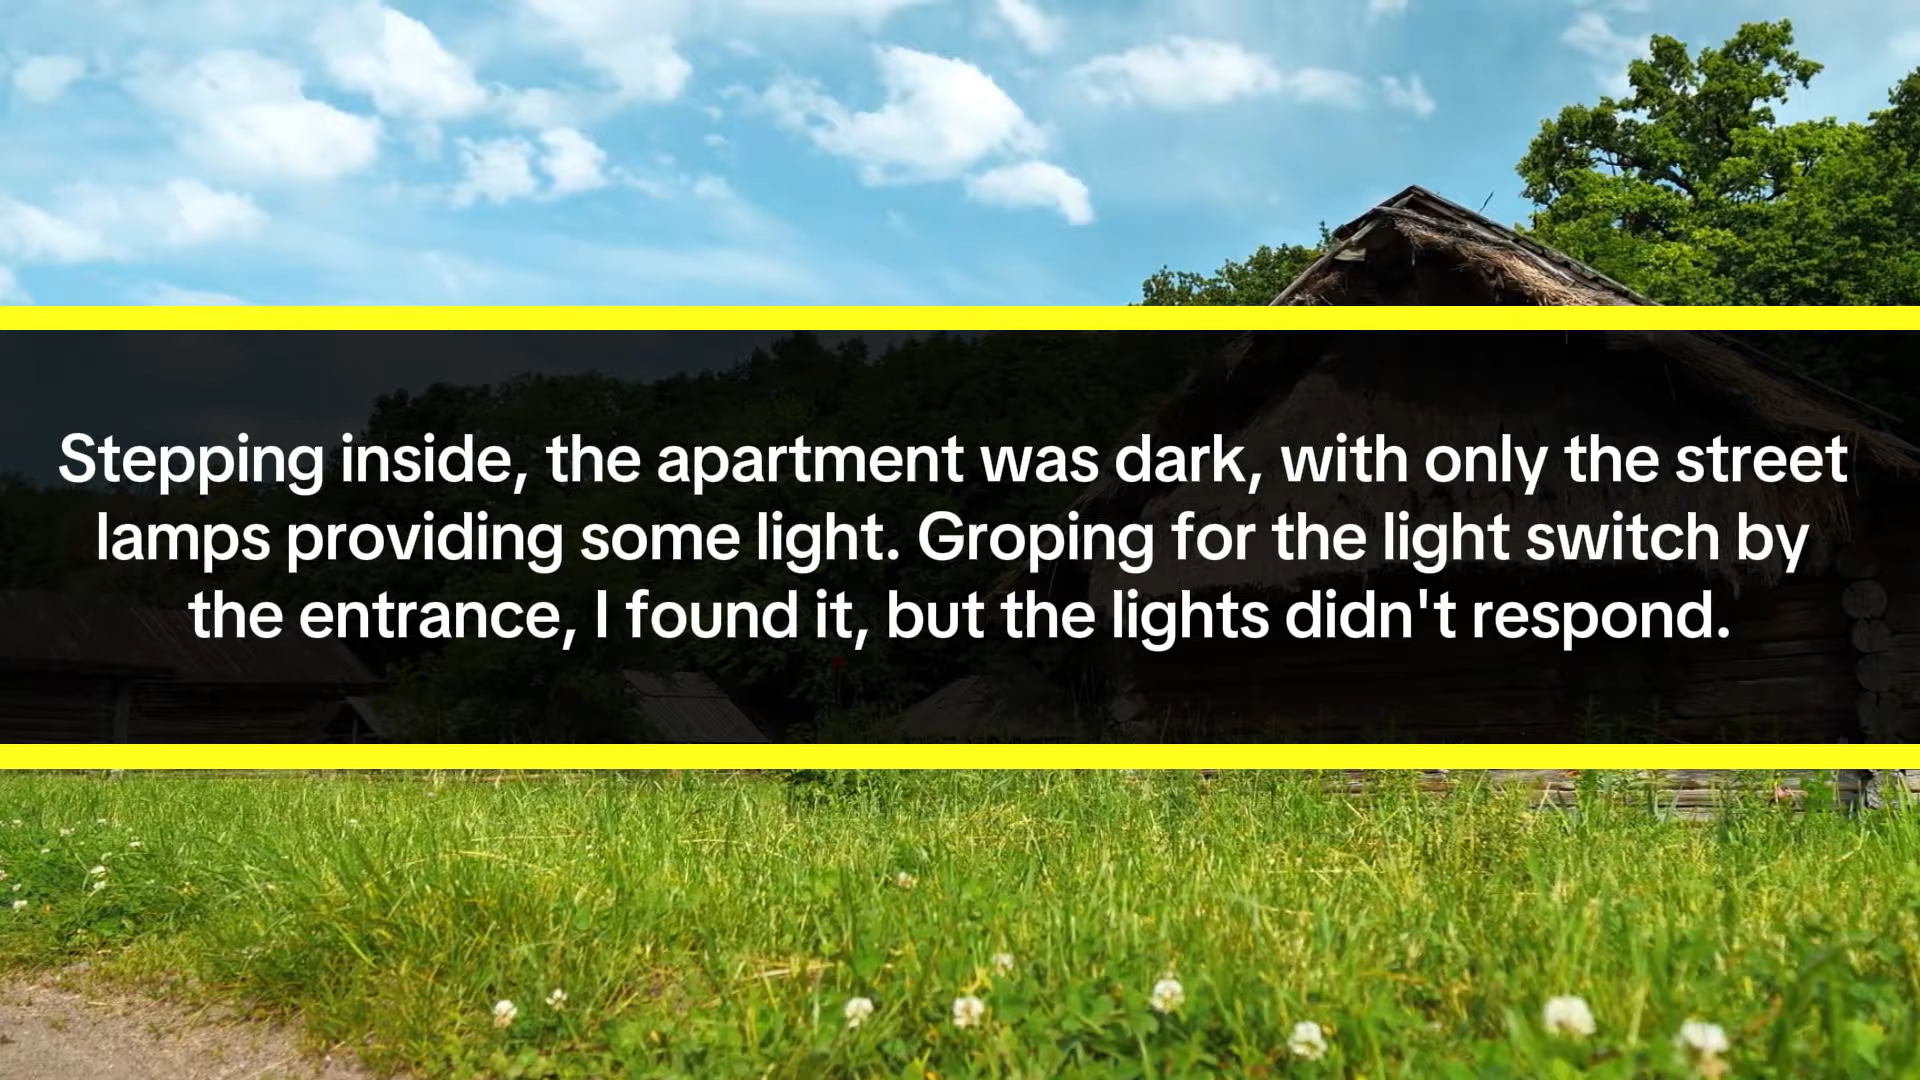 Stepping inside, the apartment was dark, with only the street
lamps providing some light. Groping for the light switch by
the entrance, I found it, but the lights didn't respond.